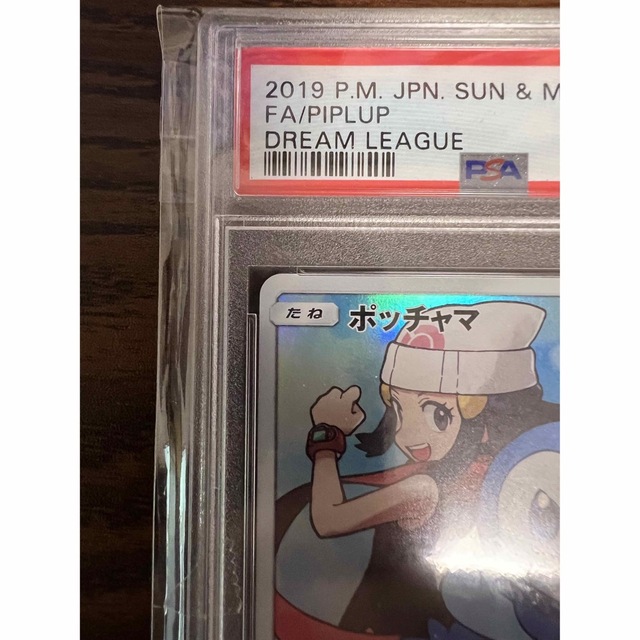 2019 P.M. JPN. SUN & M
FA/PIPLUP
DREAM LEAGUE
PSA
たね ポッチャマ